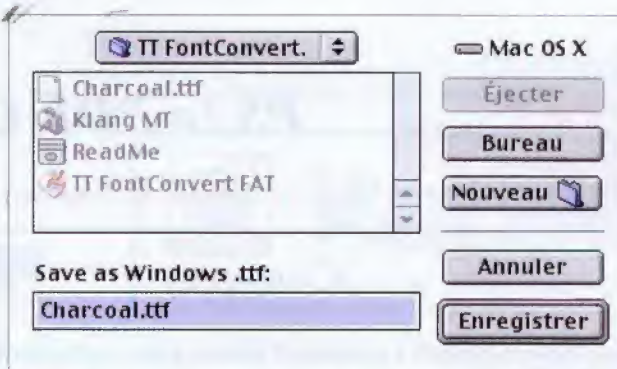 TT FontConvert.
Mac OS X
Charcoal.ttf
Klang MT
ReadMe
TT FontConvert FAT
Éjecter
Bureau
Nouveau
Save as Windows .ttf:
Charcoal.ttf
Annuler
Enregistrer